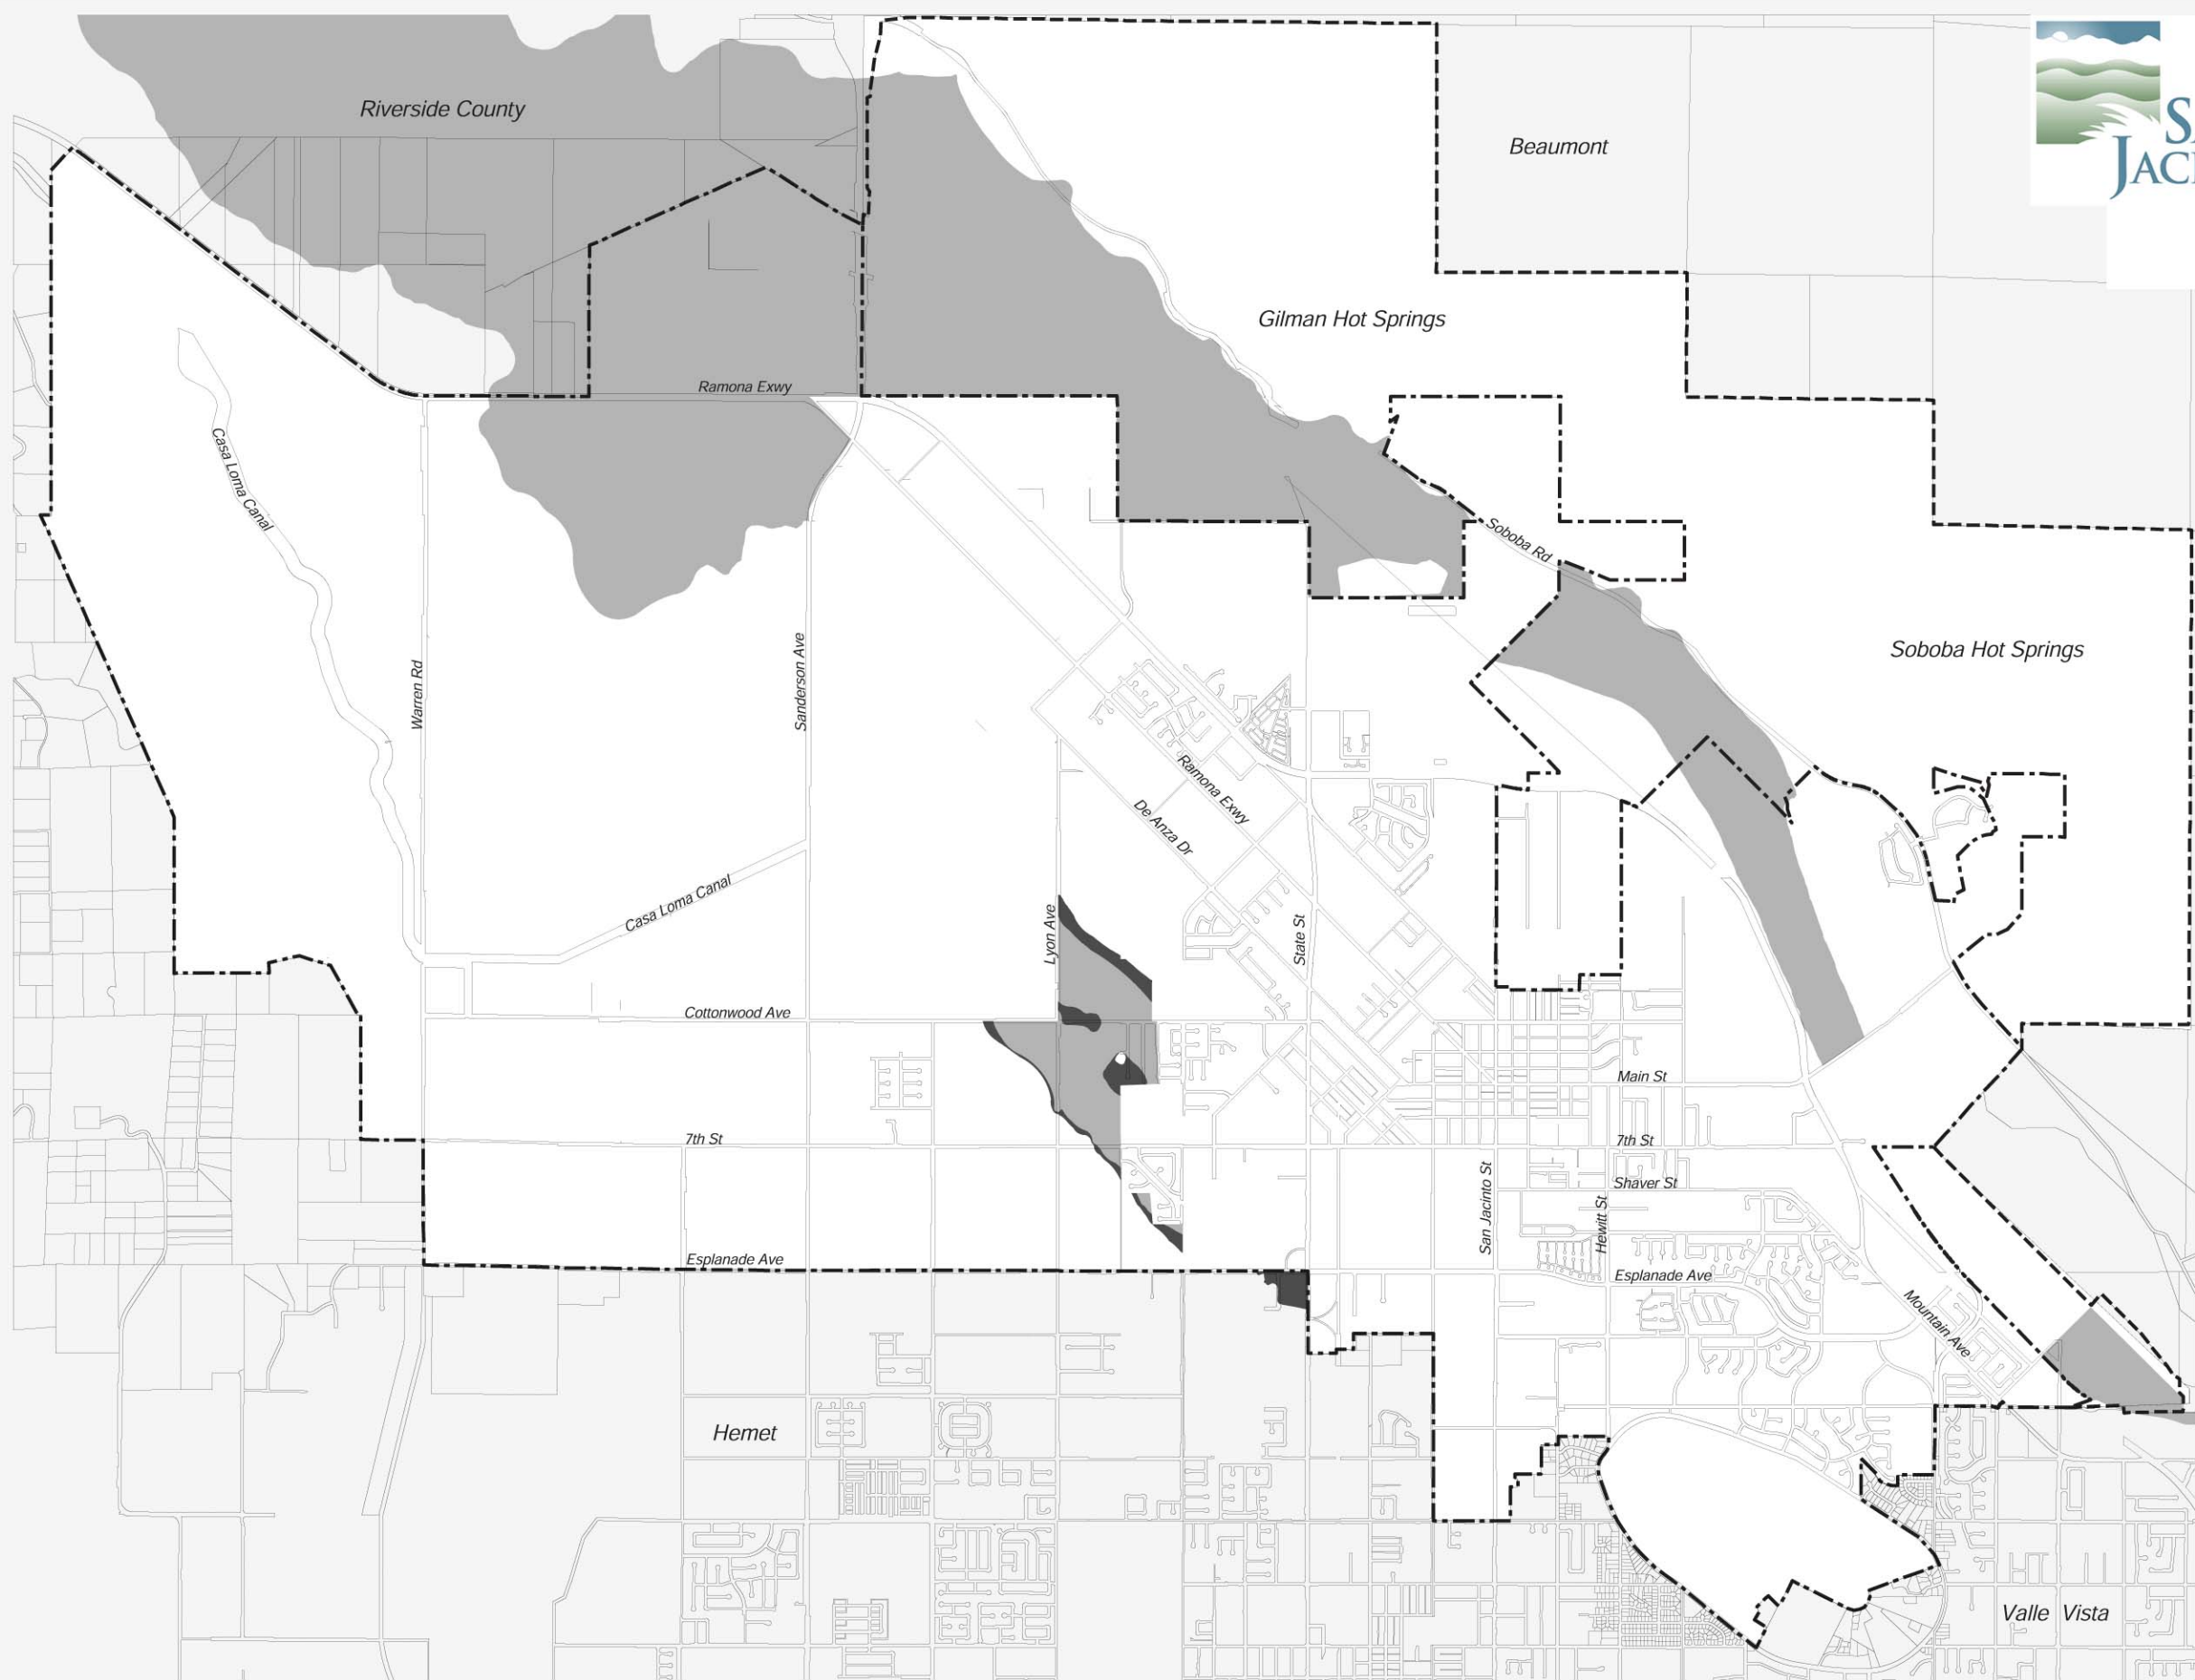 Riverside County
Beaumont
JAC
Gilman Hot Springs
Ramona Exwy
Casa Loma Canal
Soboba Rd
Soboba Hot Springs
Warren Rd
Sanderson Ave
Ramona Exwy
De Anza Dr
Casa Loma Canal
Lyon Ave
State St
Cottonwood Ave
Main St
7th St
7th St
San Jacinto St
Shaver St
Hewitt St
Esplanade Ave
Esplanade Ave
Mountain Ave
Hemet
Valle Vista